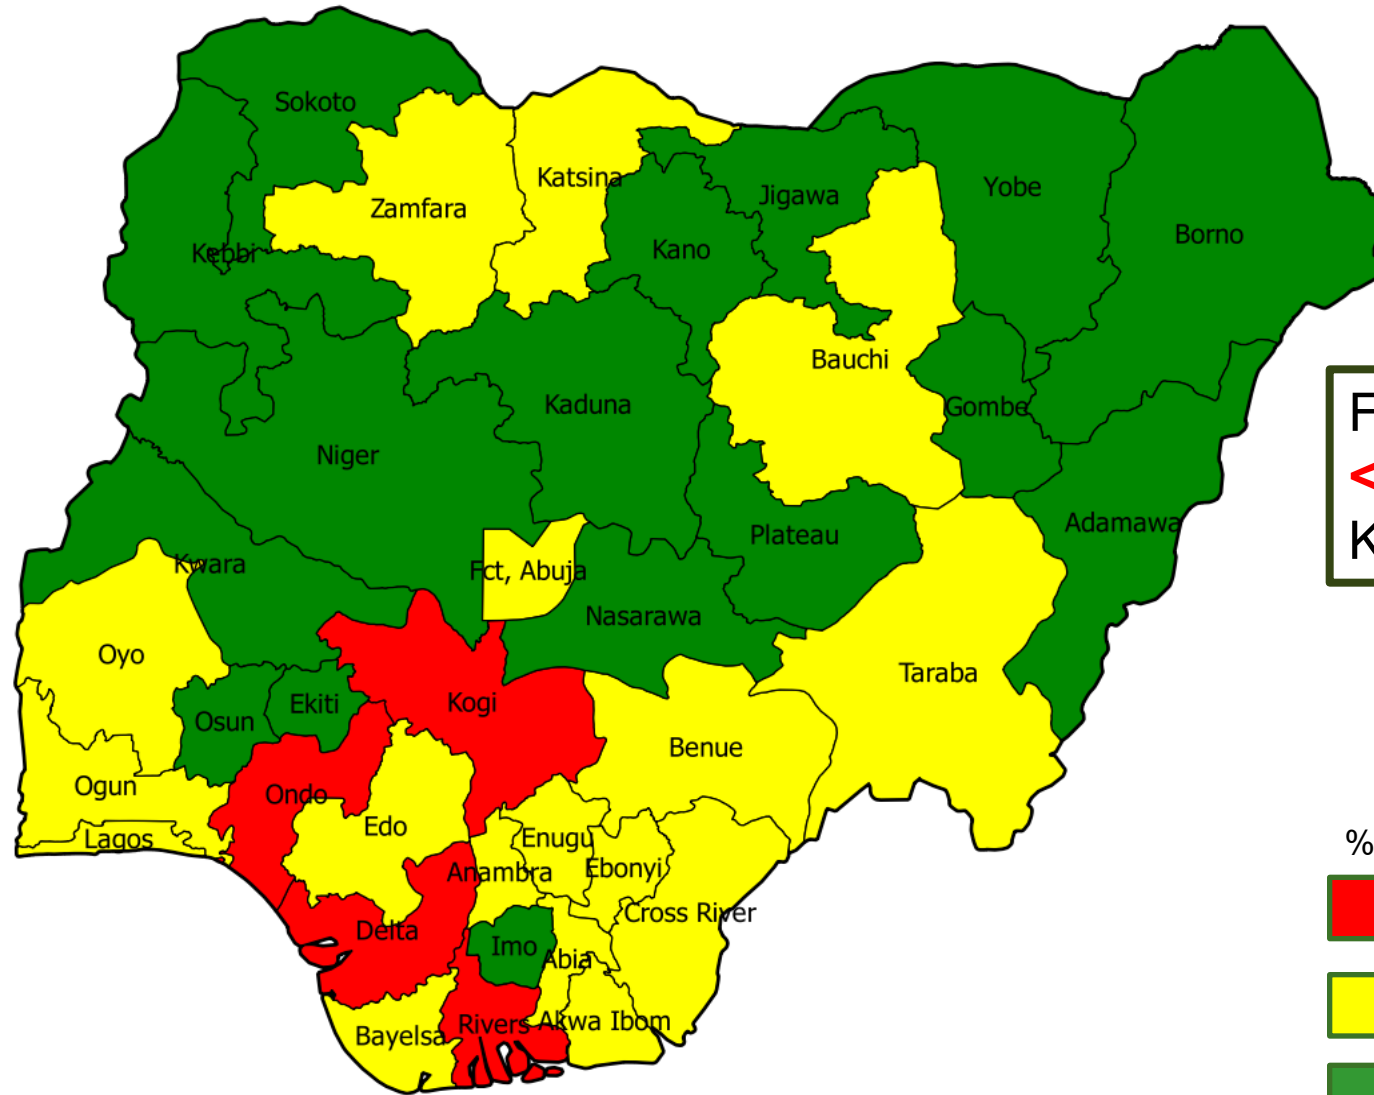 Sokoto
Katsina
Zamfara
Jigawa
Yobe
Borno
Kebbi
Kano
Bauchi
Kaduna
Gombe
F
<
K
Niger
Adamawa
Plateau
Kwara
Fct, Abuja
Nasarawa
Oyo
Taraba
Kogi
Ekiti
Osun
Benue
Ogun
Ondo
Edo
Lagos
Enugu
%
Anambra
Ebonyi
Cross River
Delta
Imo
Abia
Rivers
Akwa Ibom
Bayelsa